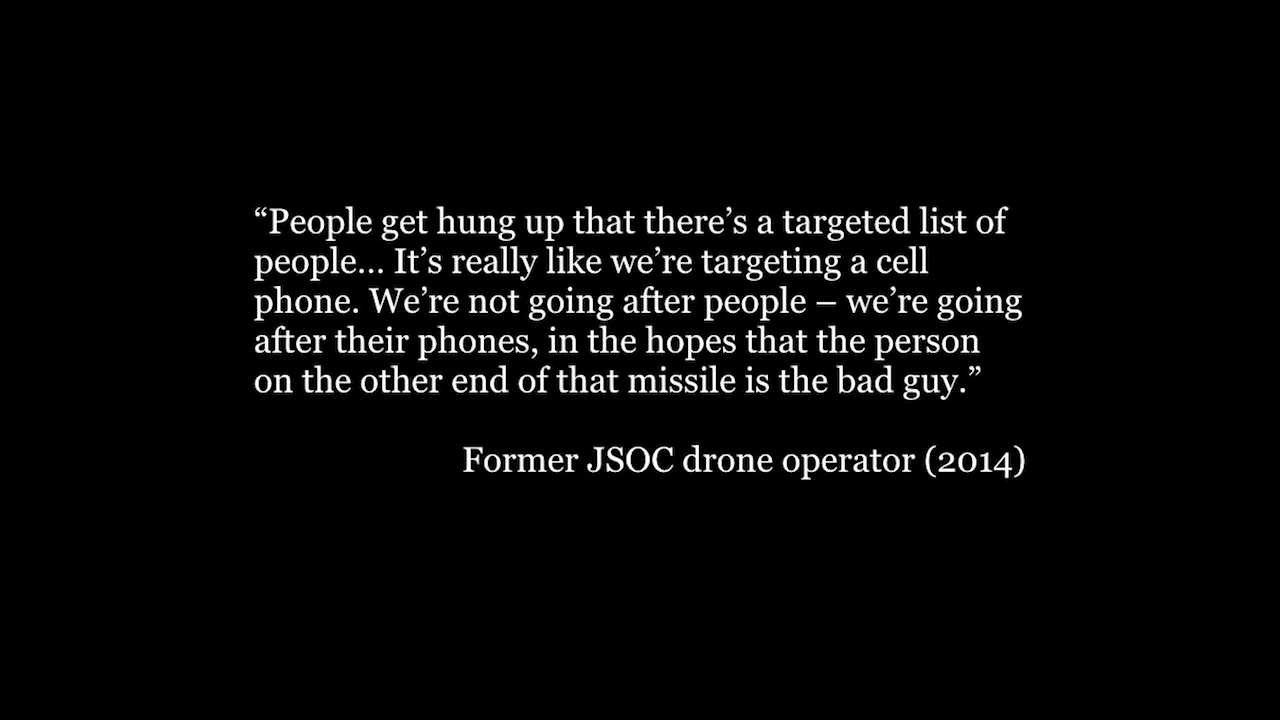 “People get hung up that there’s a targeted list of
people... It’s really like we’re targeting a cell
phone. We’re not going after people – we’re going
after their phones, in the hopes that the person
on the other end of that missile is the bad guy.”
Former JSOC drone operator (2014)